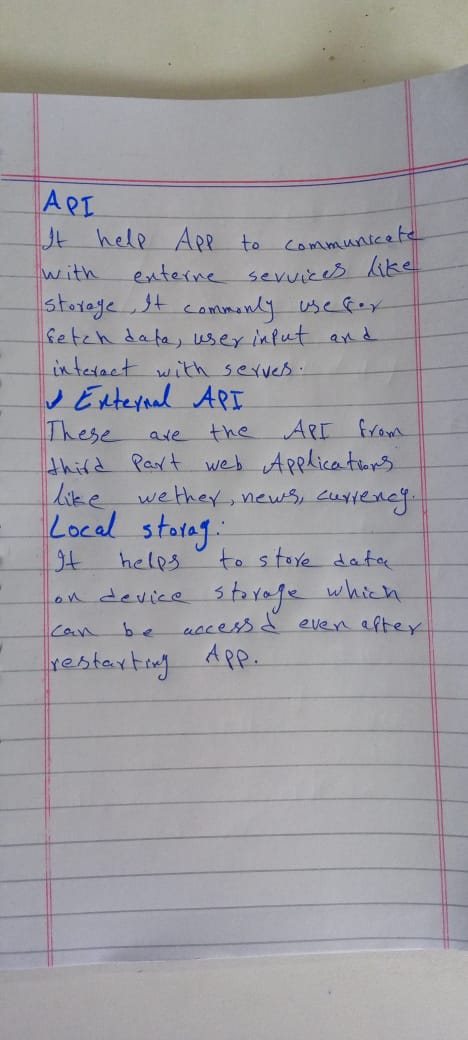 API
It help App to communicate
with externe servvices like
storage, It commonly use for
fetch data, user input and
interact with serves.
✓ External API
These are the API from
third Part web Applications
like wether, news, currency.
Local storag:
It helps to store data
on device storage which
can be accessd even after
restarting App.